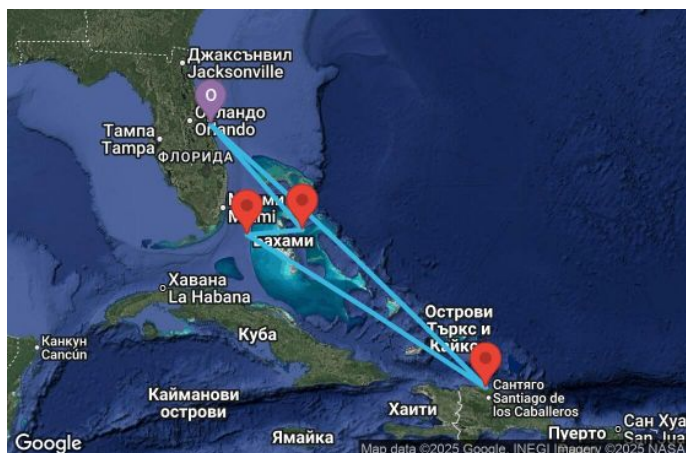 Джаксънвил
Jacksonville
O
Орландо
Orlando
Тампа
Tampa
ФЛОРИДА
Miami
Бахами
Хавана
La Habana
Канкун
Cancún
Куба
Острови
Търкс и
Кайкос
Кайманови
острови
Ямайка
Хаити
Сантяго
Santiago de
los Caballeros
Пуерто
Сан Хуа
San Jua
Google
Map data ©2025 Google, INEGI Imagery ©2025 NASA